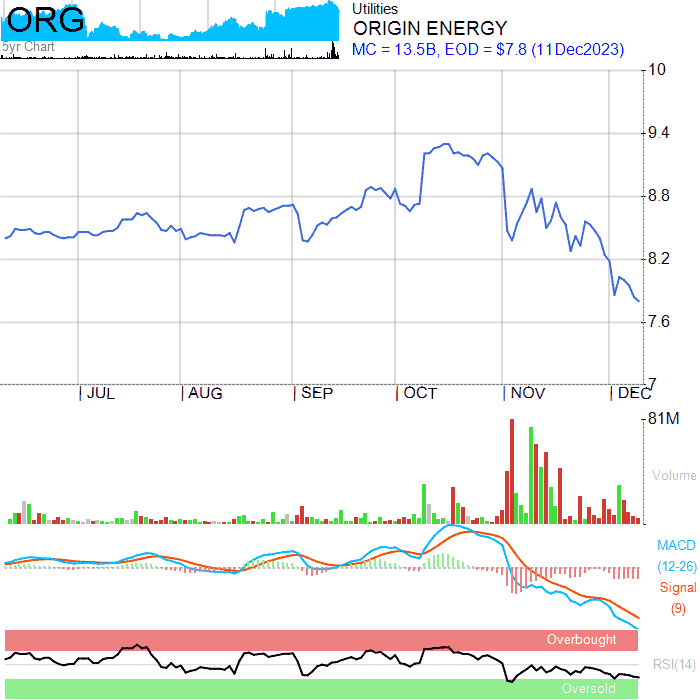 ORG
5yr Chart
Utilities
ORIGIN ENERGY
MC = 13.5B, EOD = $7.8 (11Dec2023)
10
9.4
8.8
8.2
7.6
7
JUL
AUG
SEP
OCT
NOV
DEC
81M
Volume
MACD
(12-26)
Signal
(9)
Overbought
RSI(14)
Oversold